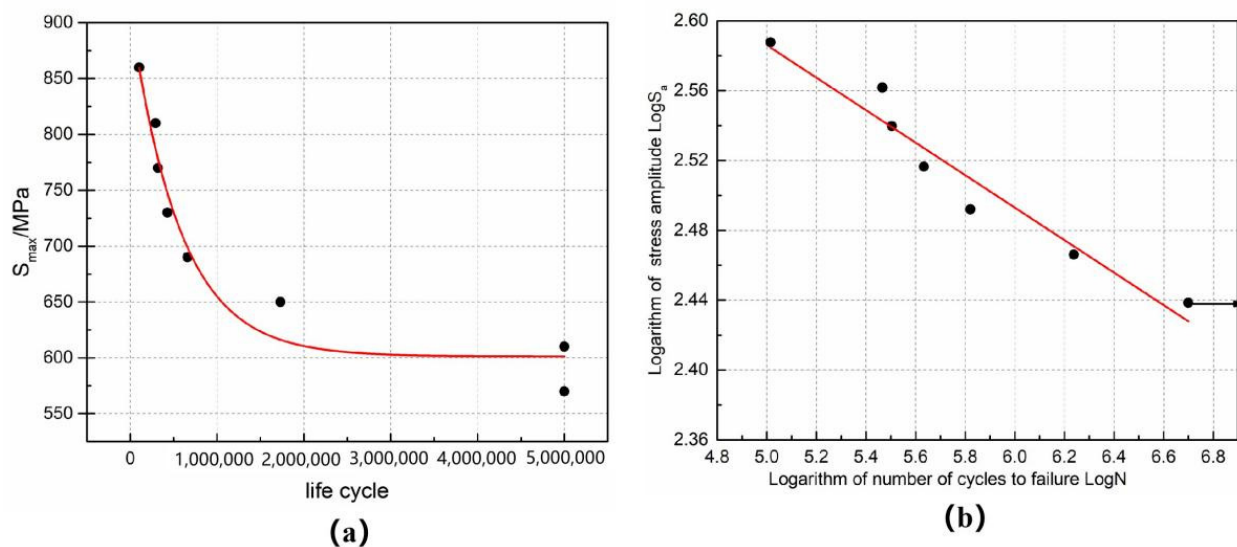 900
850
800
750
700
650
600
550
S_max/MPa
0 1,000,000 2,000,000 3,000,000 4,000,000 5,000,000
life cycle
(a)
2.60
2.56
2.52
2.48
2.44
2.40
2.36
Logarithm of stress amplitude LogS_a
4.8 5.0 5.2 5.4 5.6 5.8 6.0 6.2 6.4 6.6 6.8
Logarithm of number of cycles to failure LogN
(b)